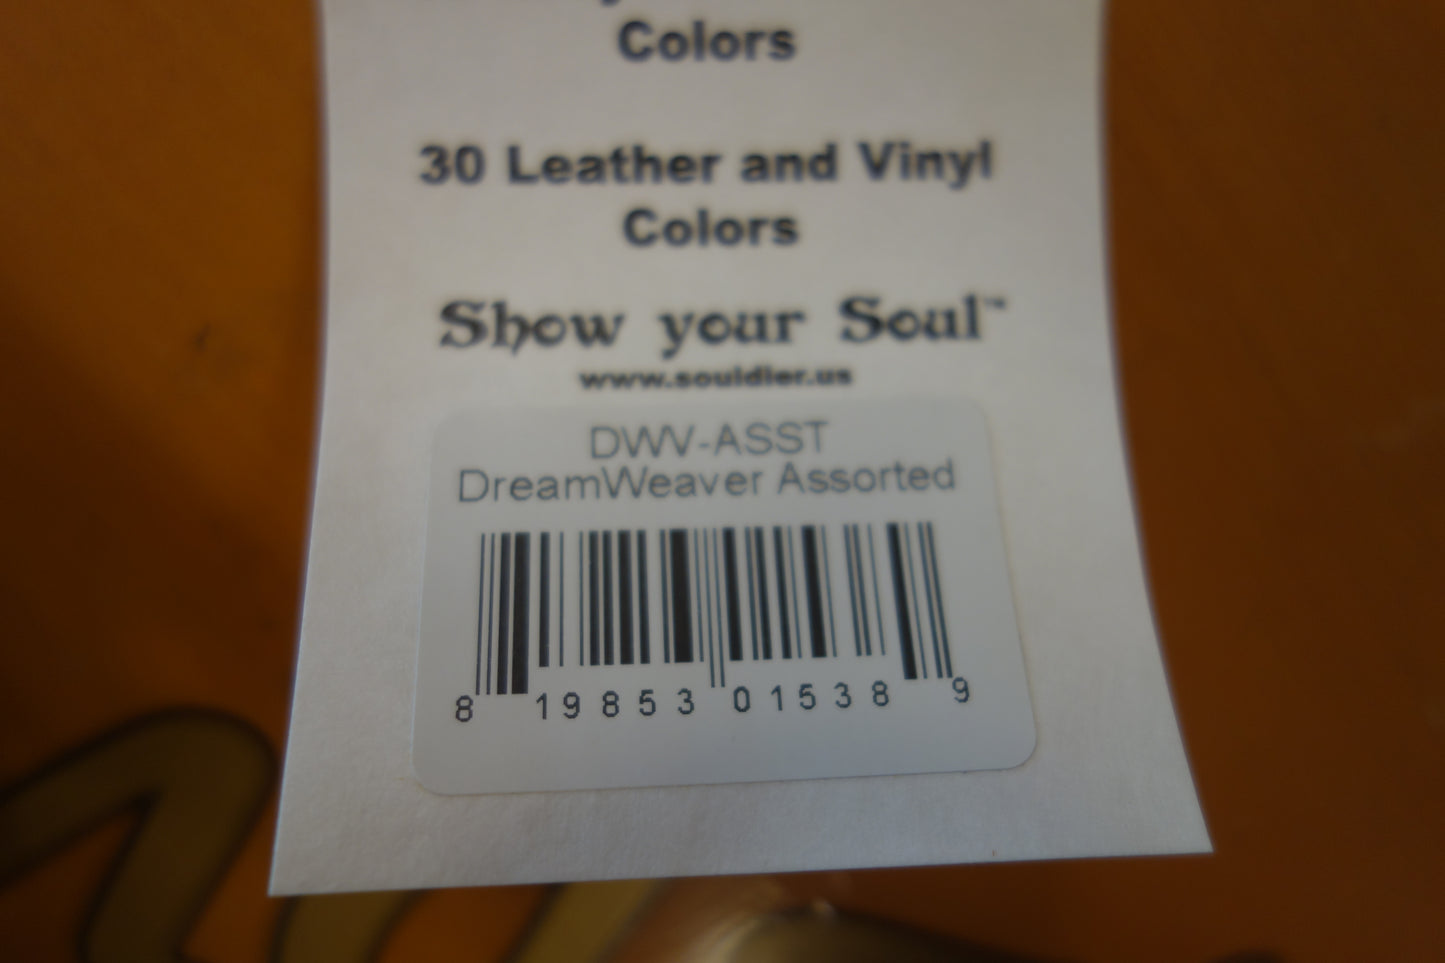 Colors
30 Leather and Vinyl
Colors
Show your Soul™
www.souldier.us
DWV-ASST
DreamWeaver Assorted
8 19853 01538 9